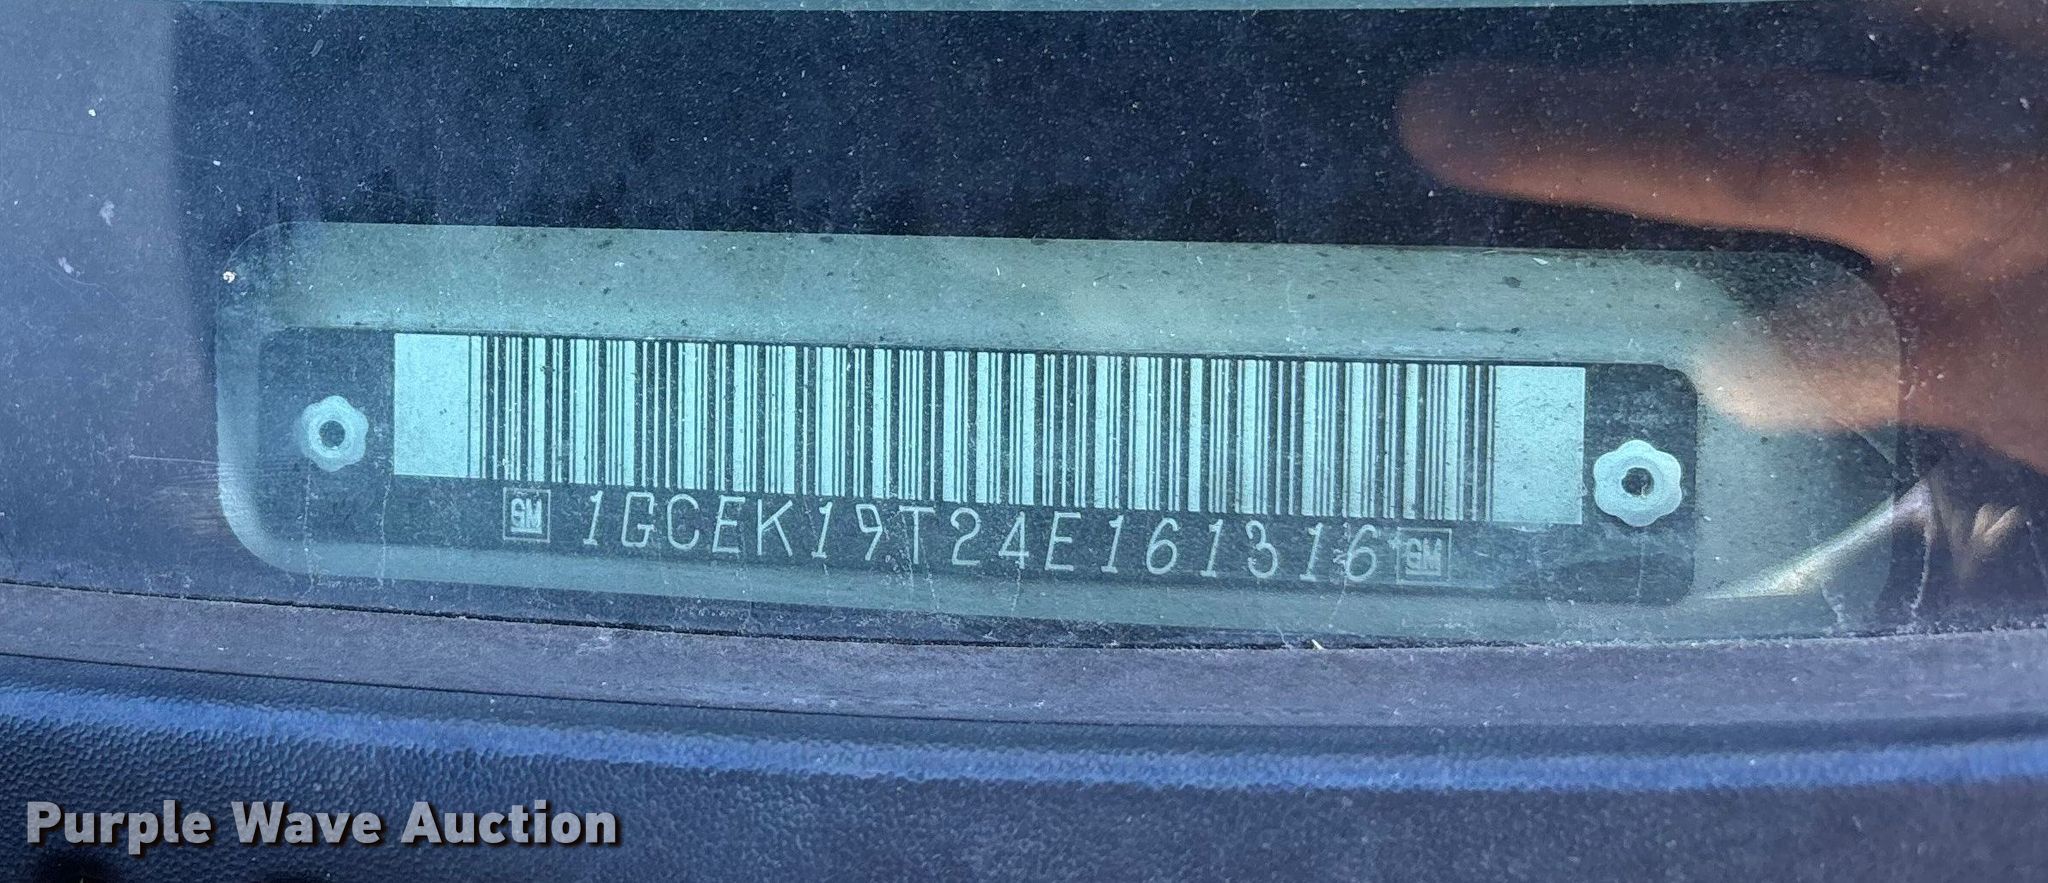 GM 1GCEK19T24E161316 GM
Purple Wave Auction